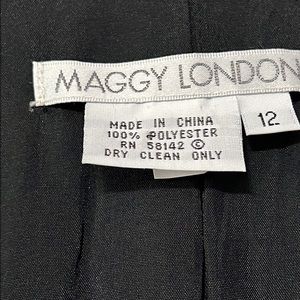 MAGGY LONDON
12
MADE IN CHINA
100% POLYESTER
RN 58142 ©
DRY CLEAN ONLY